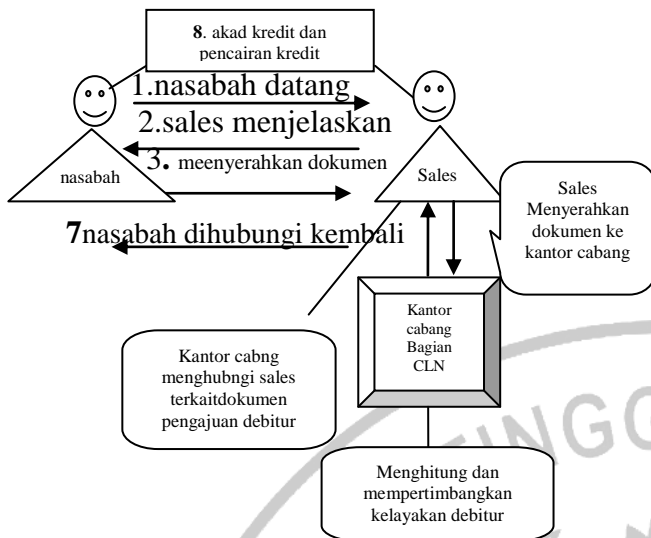 8. akad kredit dan
pencairan kredit
1.nasabah datang
2.sales menjelaskan
3. meenyerahkan dokumen
nasabah
Sales
Sales
Menyerahkan
dokumen ke
kantor cabang
7nasabah dihubungi kembali
Kantor
cabang
Bagian
CLN
Kantor cabng
menghubngi sales
terkaitdokumen
pengajuan debitur
Menghitung dan
mempertimbangkan
kelayakan debitur
TINGG